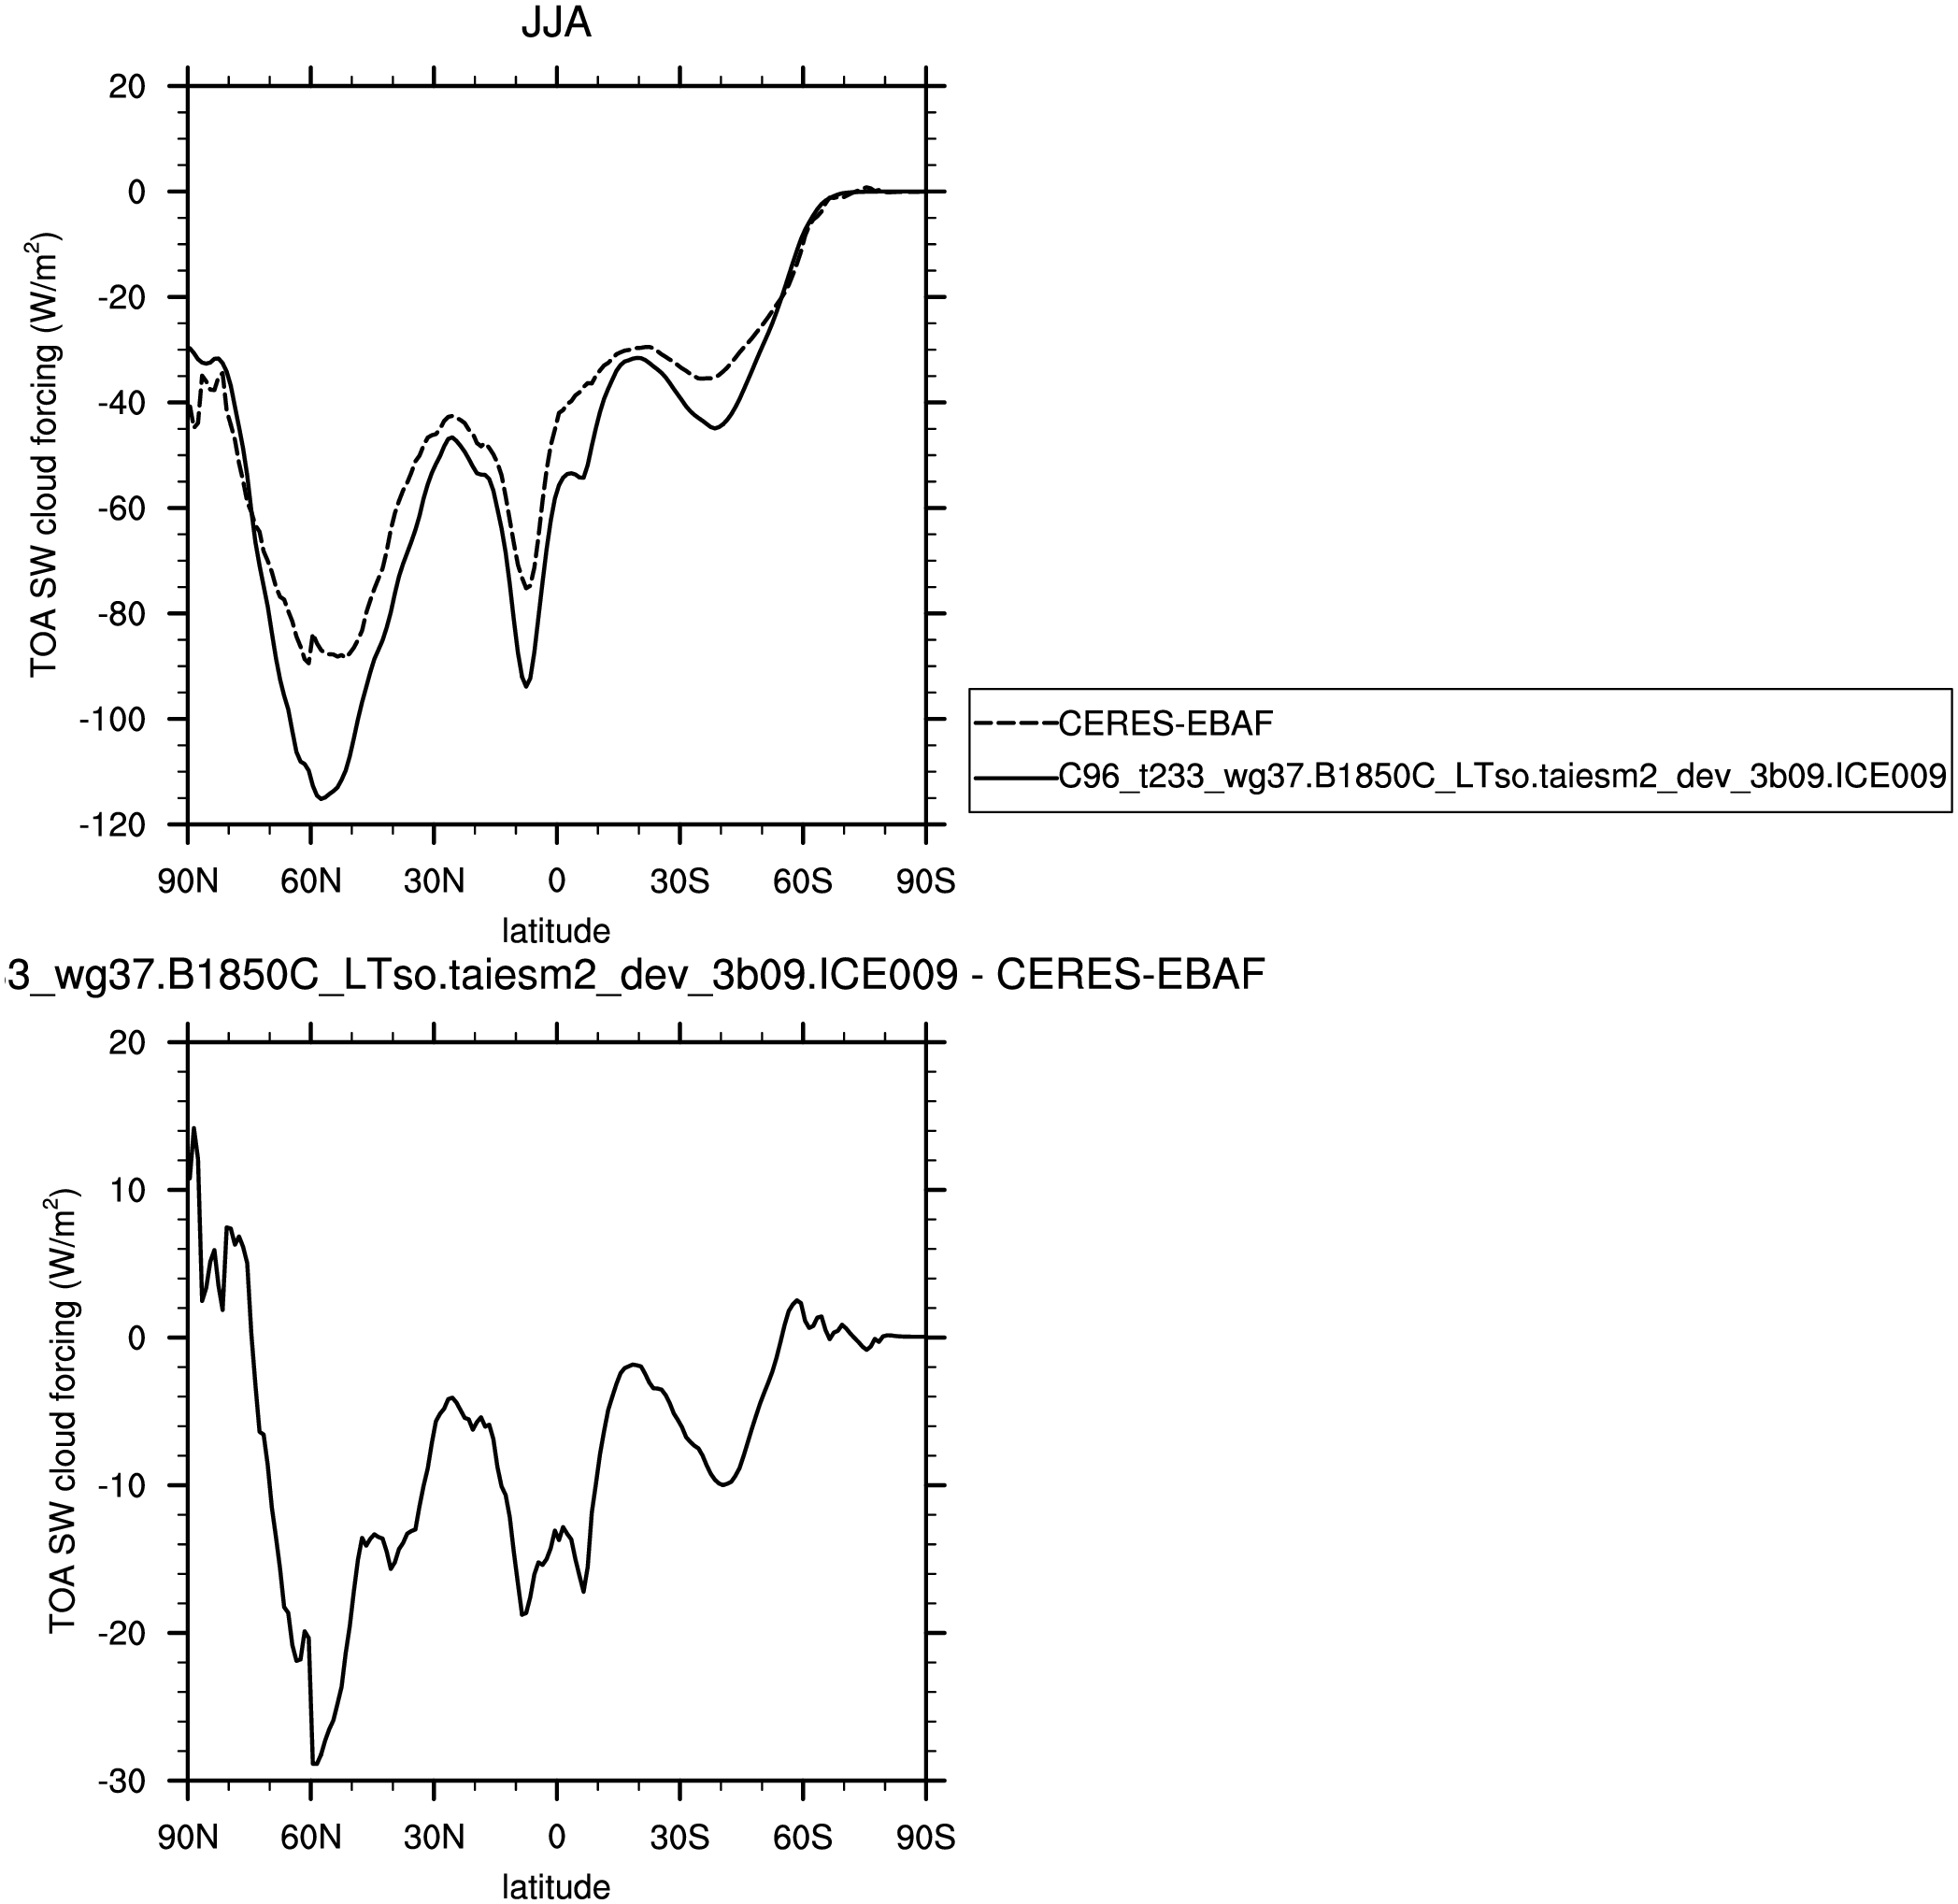 JJA
20
0
-20
-40
-60
-80
-100
-120
TOA SW cloud forcing (W/m²)
90N 60N 30N 0 30S 60S 90S
latitude
CERES-EBAF
C96_t233_wg37.B1850C_LTso.taiesm2_dev_3b09.ICE009
3_wg37.B1850C_LTso.taiesm2_dev_3b09.ICE009 - CERES-EBAF
20
10
0
-10
-20
-30
TOA SW cloud forcing (W/m²)
90N 60N 30N 0 30S 60S 90S
latitude